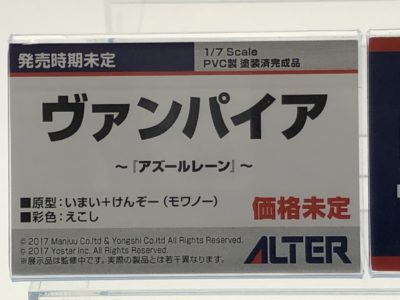 発売時期未定
1/7 Scale
PVC製 塗装済完成品
ヴァンパイア
～『アズールレーン』～
■原型：いまい+けんぞー（モワノー）
■彩色：えこし
価格未定
© 2017 Manjuu Co.ltd & Yongshi Co.ltd All Rights Reserved.
© 2017 Yostar Inc. All Rights Reserved.
※展示品は監修中です。実際の製品とは若干異なります。
ALTER